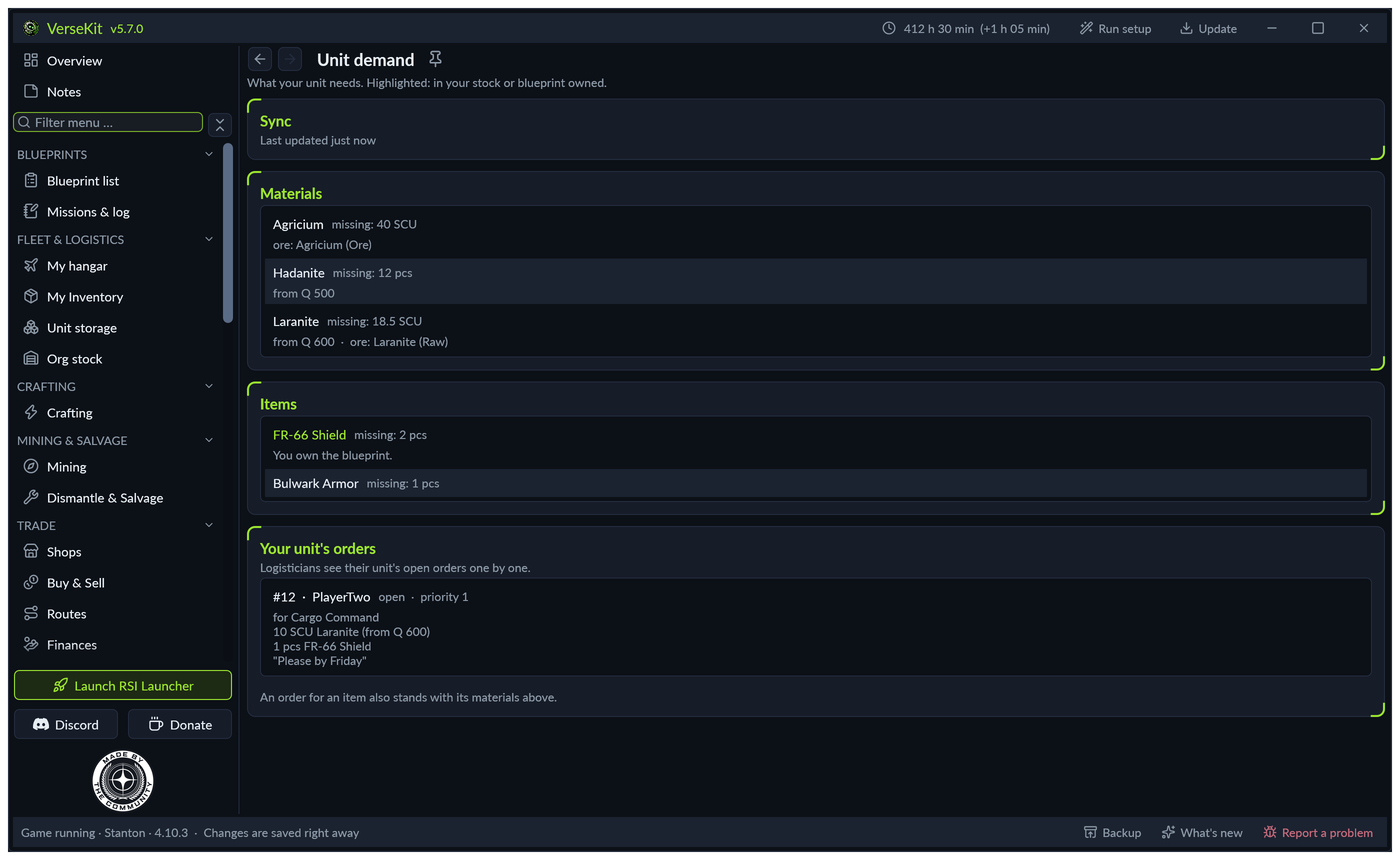 VerseKit v5.7.0
412 h 30 min (+1 h 05 min)
Run setup
Update
Overview
Notes
Filter menu ...
BLUEPRINTS
Blueprint list
Missions & log
FLEET & LOGISTICS
My hangar
My Inventory
Unit storage
Org stock
CRAFTING
Crafting
MINING & SALVAGE
Mining
Dismantle & Salvage
TRADE
Shops
Buy & Sell
Routes
Finances
Launch RSI Launcher
Discord
Donate
MADE BY
THE COMMUNITY
Unit demand
What your unit needs. Highlighted: in your stock or blueprint owned.
Sync
Last updated just now
Materials
Agricium missing: 40 SCU
ore: Agricium (Ore)
Hadanite missing: 12 pcs
from Q 500
Laranite missing: 18.5 SCU
from Q 600 · ore: Laranite (Raw)
Items
FR-66 Shield missing: 2 pcs
You own the blueprint.
Bulwark Armor missing: 1 pcs
Your unit's orders
Logisticians see their unit's open orders one by one.
#12 · PlayerTwo open · priority 1
for Cargo Command
10 SCU Laranite (from Q 600)
1 pcs FR-66 Shield
"Please by Friday"
An order for an item also stands with its materials above.
Game running · Stanton · 4.10.3 · Changes are saved right away
Backup
What's new
Report a problem